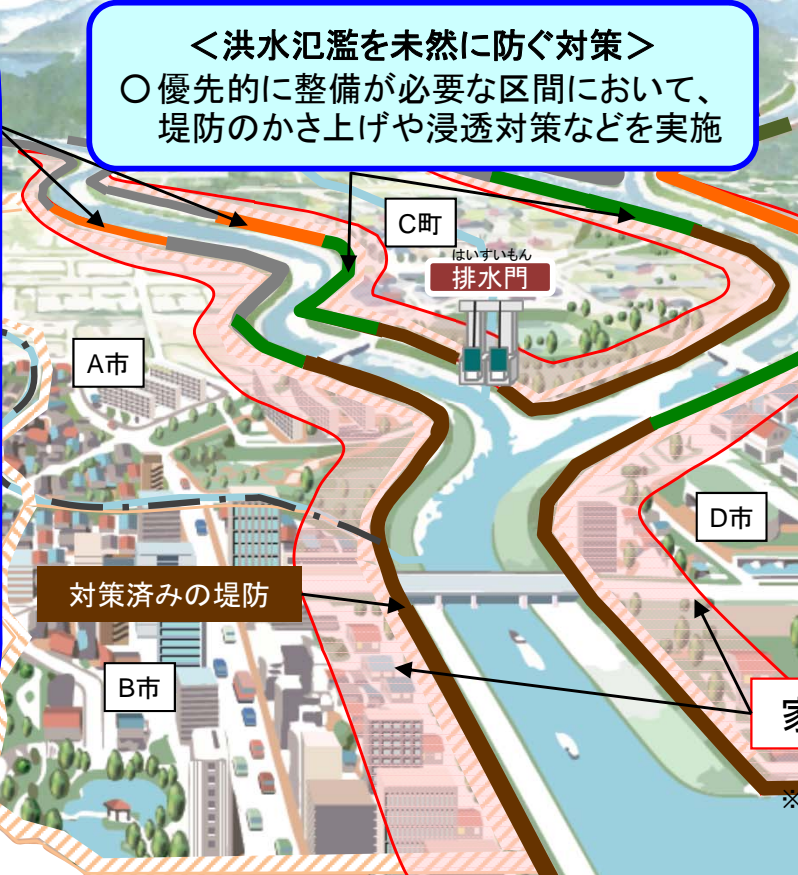 ＜洪水氾濫を未然に防ぐ対策＞
○優先的に整備が必要な区間において、
堤防のかさ上げや浸透対策などを実施
C町
はいすいもん
排水門
A市
D市
対策済みの堤防
B市
家
※